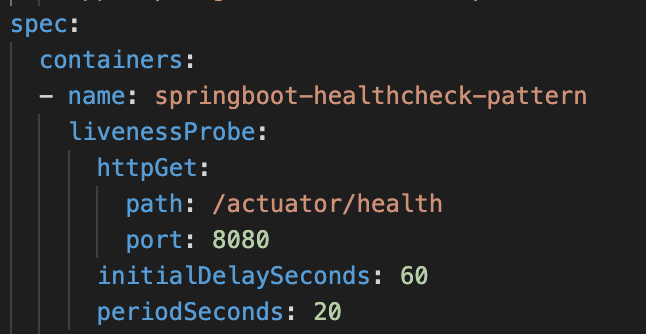 spec:
containers:
- name: springboot-healthcheck-pattern
livenessProbe:
httpGet:
path: /actuator/health
port: 8080
initialDelaySeconds: 60
periodSeconds: 20